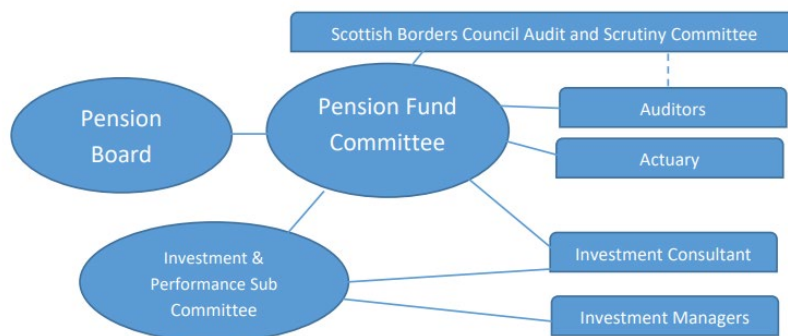 Scottish Borders Council Audit and Scrutiny Committee
Pension Fund
Committee
Pension
Board
Auditors
Actuary
Investment &
Performance Sub
Committee
Investment Consultant
Investment Managers